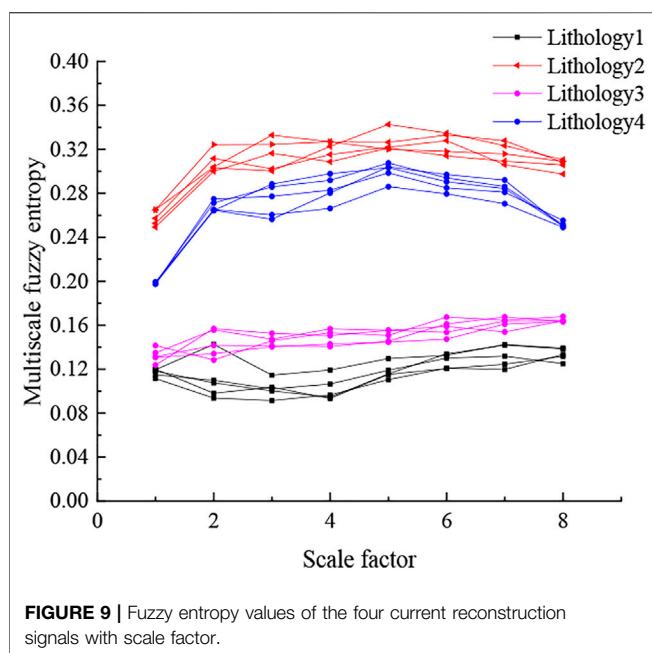 Lithology1
Lithology2
Lithology3
Lithology4
0.40
0.36
0.32
0.28
0.24
0.20
0.16
0.12
0.08
0.04
0.00
Multiscale fuzzy entropy
0
2
4
6
8
Scale factor
FIGURE 9 | Fuzzy entropy values of the four current reconstruction
signals with scale factor.